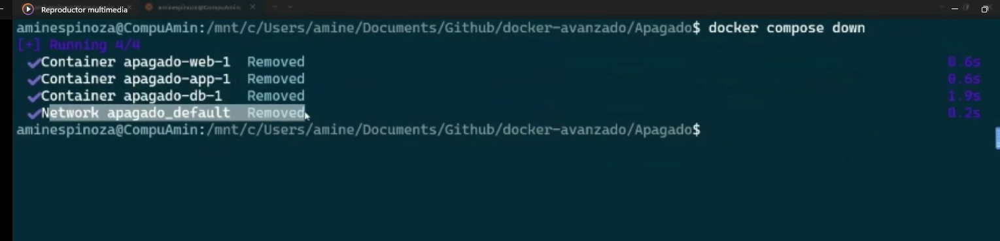 Reproductor multimedia
aminespinoza@CompuAmin:
aminespinoza@CompuAmin:/mnt/c/Users/amine/Documents/Github/docker-avanzado/Apagado$ docker compose down
[+] Running 4/4
✓Container apagado-web-1 Removed 0.6s
✓Container apagado-app-1 Removed 0.6s
✓Container apagado-db-1 Removed 1.9s
✓Network apagado_default Removed 0.2s
aminespinoza@CompuAmin:/mnt/c/Users/amine/Documents/Github/docker-avanzado/Apagado$